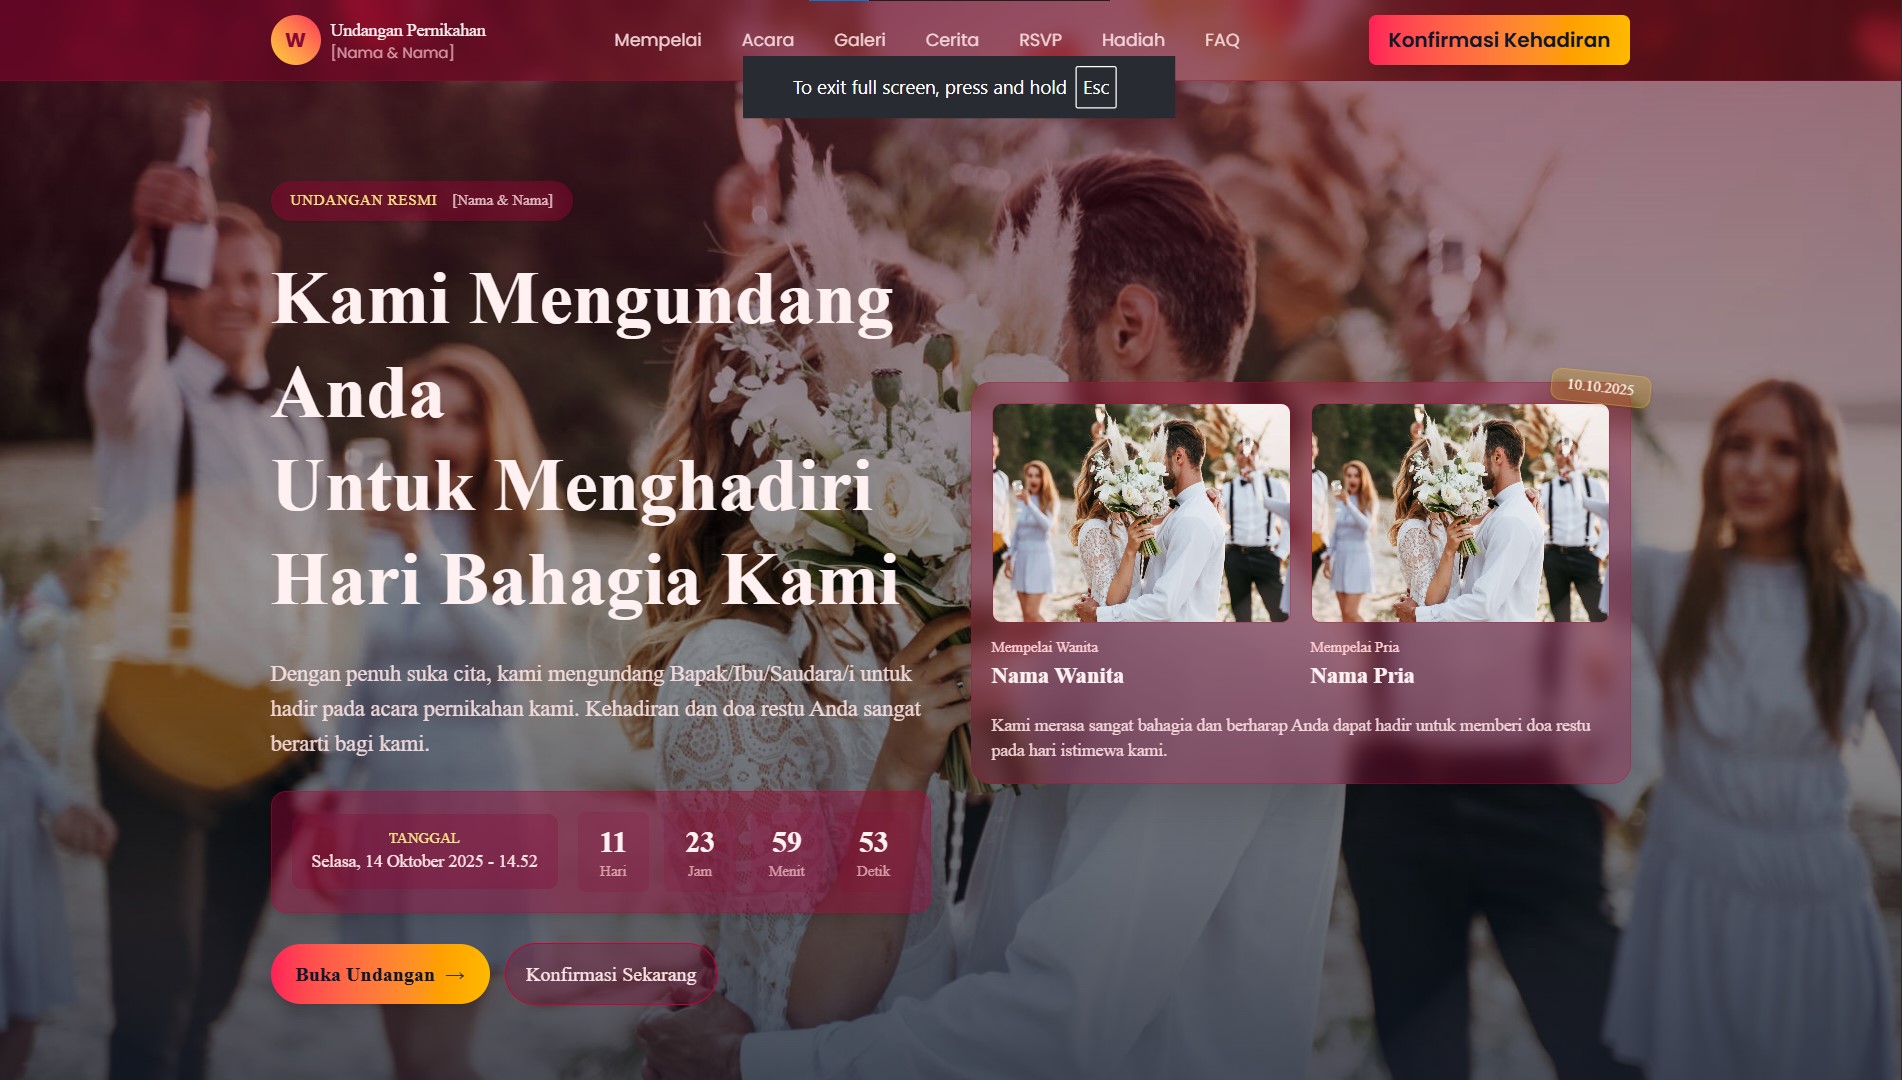 W
Undangan Pernikahan
[Nama & Nama]
Mempelai
Acara
Galeri
Cerita
RSVP
Hadiah
FAQ
Konfirmasi Kehadiran
To exit full screen, press and hold Esc
UNDANGAN RESMI [Nama & Nama]
Kami Mengundang
Anda
Untuk Menghadiri
Hari Bahagia Kami
Dengan penuh suka cita, kami mengundang Bapak/Ibu/Saudara/i untuk
hadir pada acara pernikahan kami. Kehadiran dan doa restu Anda sangat
berarti bagi kami.
TANGGAL
Selasa, 14 Oktober 2025 - 14.52
11
Hari
23
Jam
59
Menit
53
Detik
Buka Undangan →
Konfirmasi Sekarang
10.10.2025
Mempelai Wanita
Nama Wanita
Mempelai Pria
Nama Pria
Kami merasa sangat bahagia dan berharap Anda dapat hadir untuk memberi doa restu
pada hari istimewa kami.